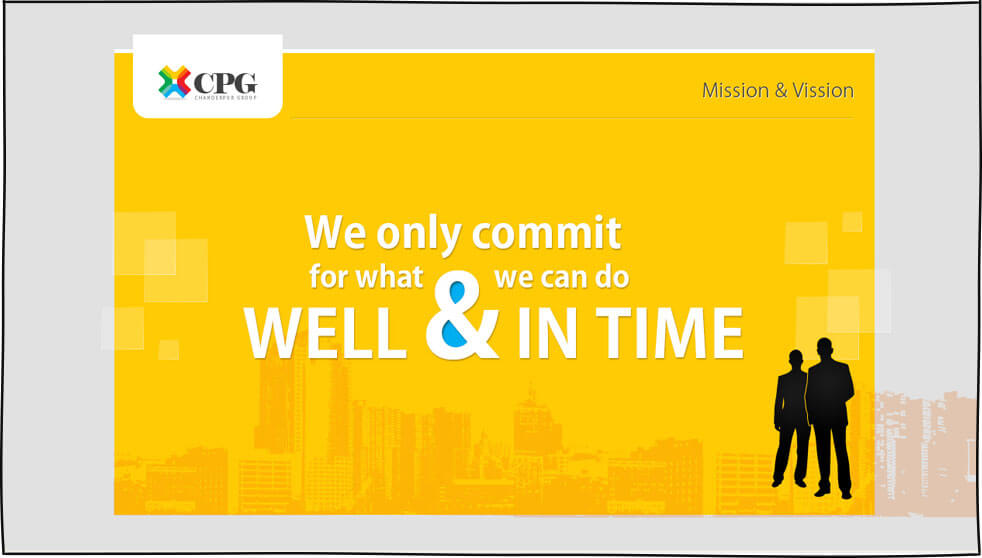 CPG
CHANDERPUR GROUP
Mission & Vission
We only commit
for what we can do
WELL & IN TIME